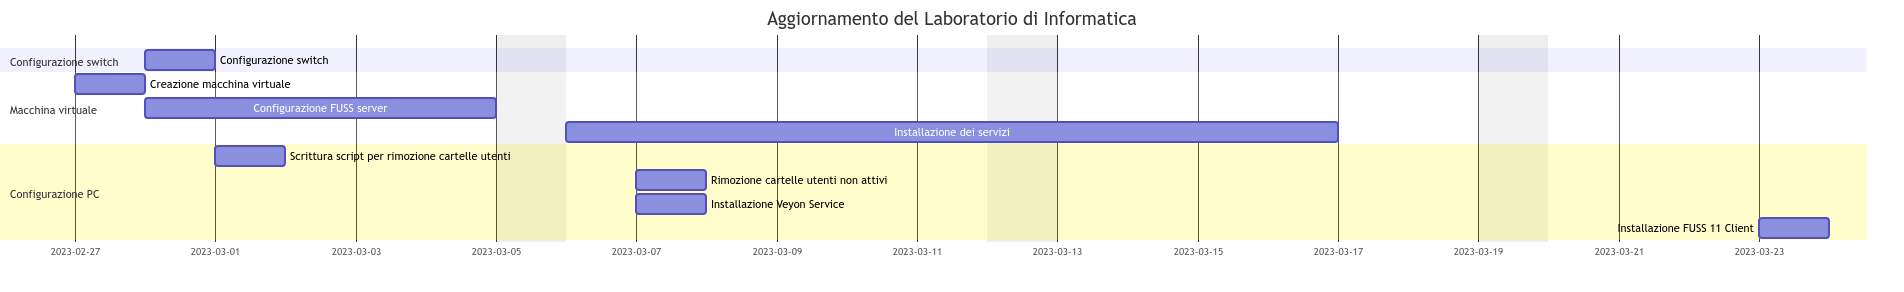 Aggiornamento del Laboratorio di Informatica
Configurazione switch
Configurazione switch
Creazione macchina virtuale
Macchina virtuale
Configurazione FUSS server
Installazione dei servizi
Scrittura script per rimozione cartelle utenti
Configurazione PC
Rimozione cartelle utenti non attivi
Installazione Veyon Service
Installazione FUSS 11 Client
2023-02-27
2023-03-01
2023-03-03
2023-03-05
2023-03-07
2023-03-09
2023-03-11
2023-03-13
2023-03-15
2023-03-17
2023-03-19
2023-03-21
2023-03-23